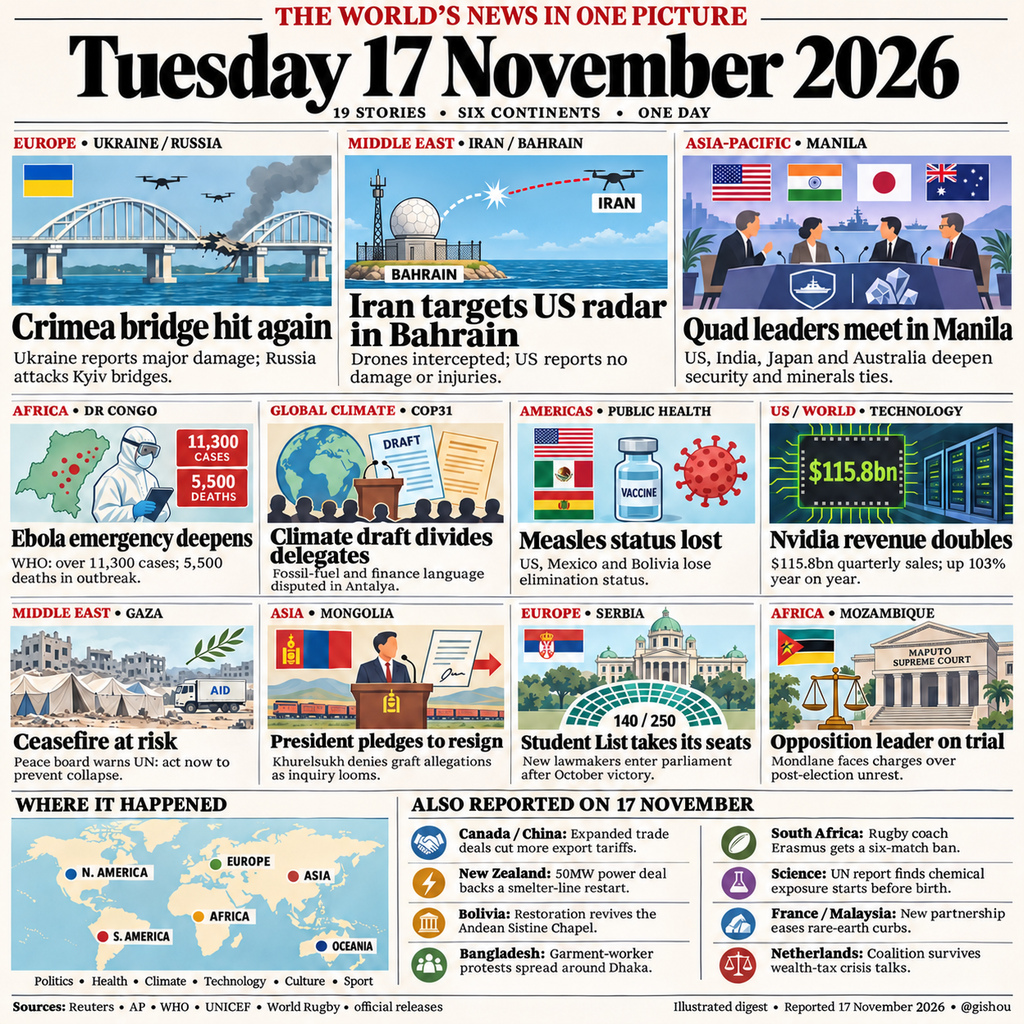 THE WORLD'S NEWS IN ONE PICTURE
Tuesday 17 November 2026
19 STORIES • SIX CONTINENTS • ONE DAY
EUROPE • UKRAINE / RUSSIA
Crimea bridge hit again
Ukraine reports major damage; Russia
attacks Kyiv bridges.
MIDDLE EAST • IRAN / BAHRAIN
IRAN
BAHRAIN
Iran targets US radar
in Bahrain
Drones intercepted; US reports no
damage or injuries.
ASIA-PACIFIC • MANILA
Quad leaders meet in Manila
US, India, Japan and Australia deepen
security and minerals ties.
AFRICA • DR CONGO
11,300
CASES
5,500
DEATHS
Ebola emergency deepens
WHO: over 11,300 cases; 5,500
deaths in outbreak.
GLOBAL CLIMATE • COP31
DRAFT
Climate draft divides
delegates
Fossil-fuel and finance language
disputed in Antalya.
AMERICAS • PUBLIC HEALTH
VACCINE
Measles status lost
US, Mexico and Bolivia lose
elimination status.
US / WORLD • TECHNOLOGY
$115.8bn
Nvidia revenue doubles
$115.8bn quarterly sales; up 103%
year on year.
MIDDLE EAST • GAZA
AID
Ceasefire at risk
Peace board warns UN: act now to
prevent collapse.
ASIA • MONGOLIA
President pledges to resign
Khurelsukh denies graft allegations
as inquiry looms.
EUROPE • SERBIA
140 / 250
Student List takes its seats
New lawmakers enter parliament
after October victory.
AFRICA • MOZAMBIQUE
MAPUTO
SUPREME COURT
Opposition leader on trial
Mondlane faces charges over
post-election unrest.
WHERE IT HAPPENED
N. AMERICA
EUROPE
ASIA
AFRICA
S. AMERICA
OCEANIA
Politics • Health • Climate • Technology • Culture • Sport
ALSO REPORTED ON 17 NOVEMBER
Canada / China: Expanded trade
deals cut more export tariffs.
New Zealand: 50MW power deal
backs a smelter-line restart.
Bolivia: Restoration revives the
Andean Sistine Chapel.
Bangladesh: Garment-worker
protests spread around Dhaka.
South Africa: Rugby coach
Erasmus gets a six-match ban.
Science: UN report finds chemical
exposure starts before birth.
France / Malaysia: New partnership
eases rare-earth curbs.
Netherlands: Coalition survives
wealth-tax crisis talks.
Sources: Reuters • AP • WHO • UNICEF • World Rugby • official releases
Illustrated digest • Reported 17 November 2026 • @gishou